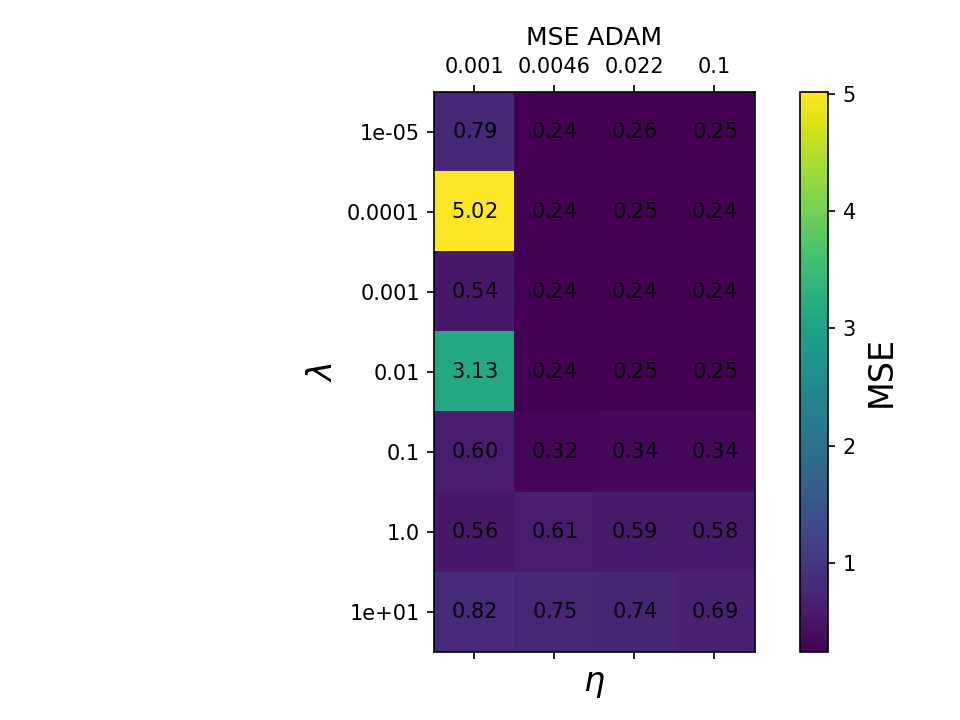 MSE ADAM
0.001 0.0046 0.022 0.1
1e-05 0.79 0.24 0.26 0.25 5
0.0001 5.02 0.24 0.25 0.24 4
0.001 0.54 0.24 0.24 0.24 3
λ 0.01 3.13 0.24 0.25 0.25 MSE
0.1 0.60 0.32 0.34 0.34 2
1.0 0.56 0.61 0.59 0.58 1
1e+01 0.82 0.75 0.74 0.69
η